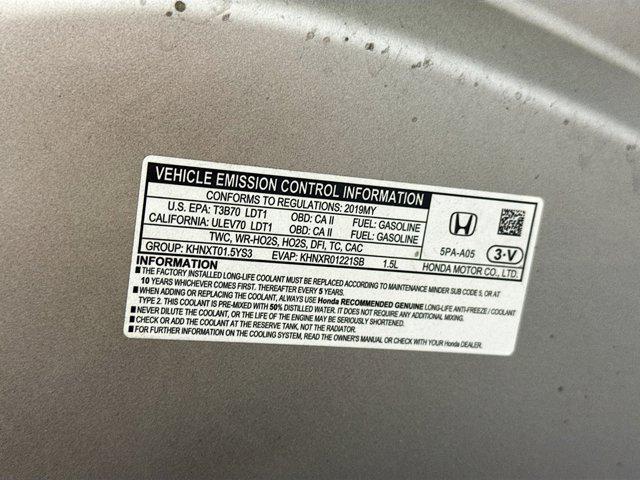 VEHICLE EMISSION CONTROL INFORMATION
CONFORMS TO REGULATIONS: 2019MY
U.S. EPA: T3B70 LDT1 OBD: CA II FUEL: GASOLINE
CALIFORNIA: ULEV70 LDT1 OBD: CA II FUEL: GASOLINE
TWC, WR-HO2S, HO2S, DFI, TC, CAC
GROUP: KHNXT01.5YS3 EVAP: KHNXR01221SB 1.5L
5PA-A05 3-V
HONDA MOTOR CO., LTD.
INFORMATION
■ THE FACTORY INSTALLED LONG-LIFE COOLANT MUST BE REPLACED ACCORDING TO MAINTENANCE MINDER SUB CODE 5, OR AT
10 YEARS WHICHEVER COMES FIRST. THEREAFTER EVERY 5 YEARS.
■ WHEN ADDING OR REPLACING THE COOLANT, ALWAYS USE Honda RECOMMENDED GENUINE LONG-LIFE ANTI-FREEZE / COOLANT
TYPE 2. THIS COOLANT IS PRE-MIXED WITH 50% DISTILLED WATER. IT DOES NOT REQUIRE ANY ADDITIONAL MIXING.
■ NEVER DILUTE THE COOLANT, OR THE LIFE OF THE ENGINE MAY BE SERIOUSLY SHORTENED.
■ CHECK OR ADD THE COOLANT AT THE RESERVE TANK, NOT THE RADIATOR.
■ FOR FURTHER INFORMATION ON THE COOLING SYSTEM, READ THE OWNER'S MANUAL OR CHECK WITH YOUR Honda DEALER.